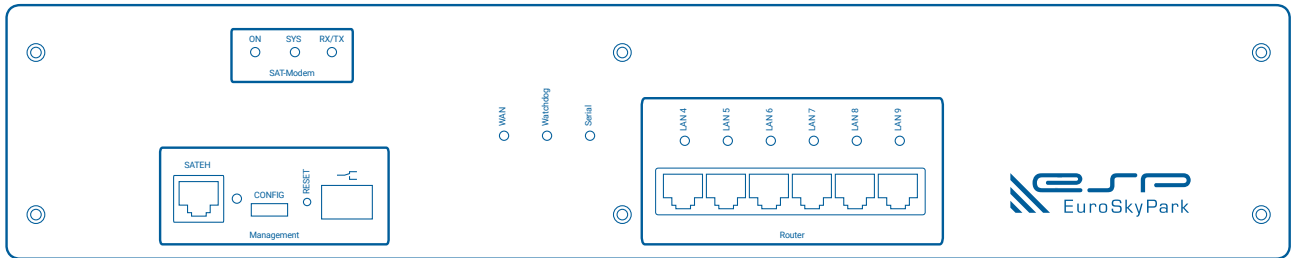 ON SYS RX/TX
SAT-Modem
WAN
Watchdog
Serial
LAN 4
LAN 5
LAN 6
LAN 7
LAN 8
LAN 9
SATEH
CONFIG
RESET
Management
Router
esp
EuroSkyPark